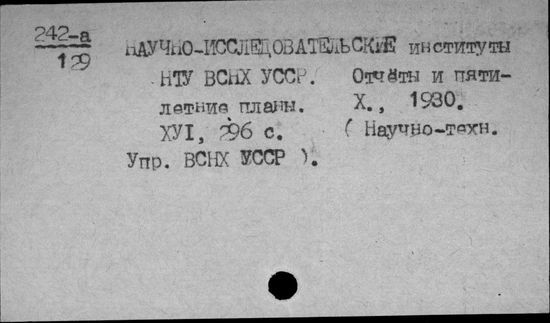 242-а
129
НАУЧНО-ИССЛЕДОВАТЕЛЬСКИЕ институты
НТУ ВСНХ УССР. Отчёты и пяти-
летние планы. Х., 1930.
ХУІ, 296 с. ( Научно-техн.
Упр. ВСНХ УССР ).